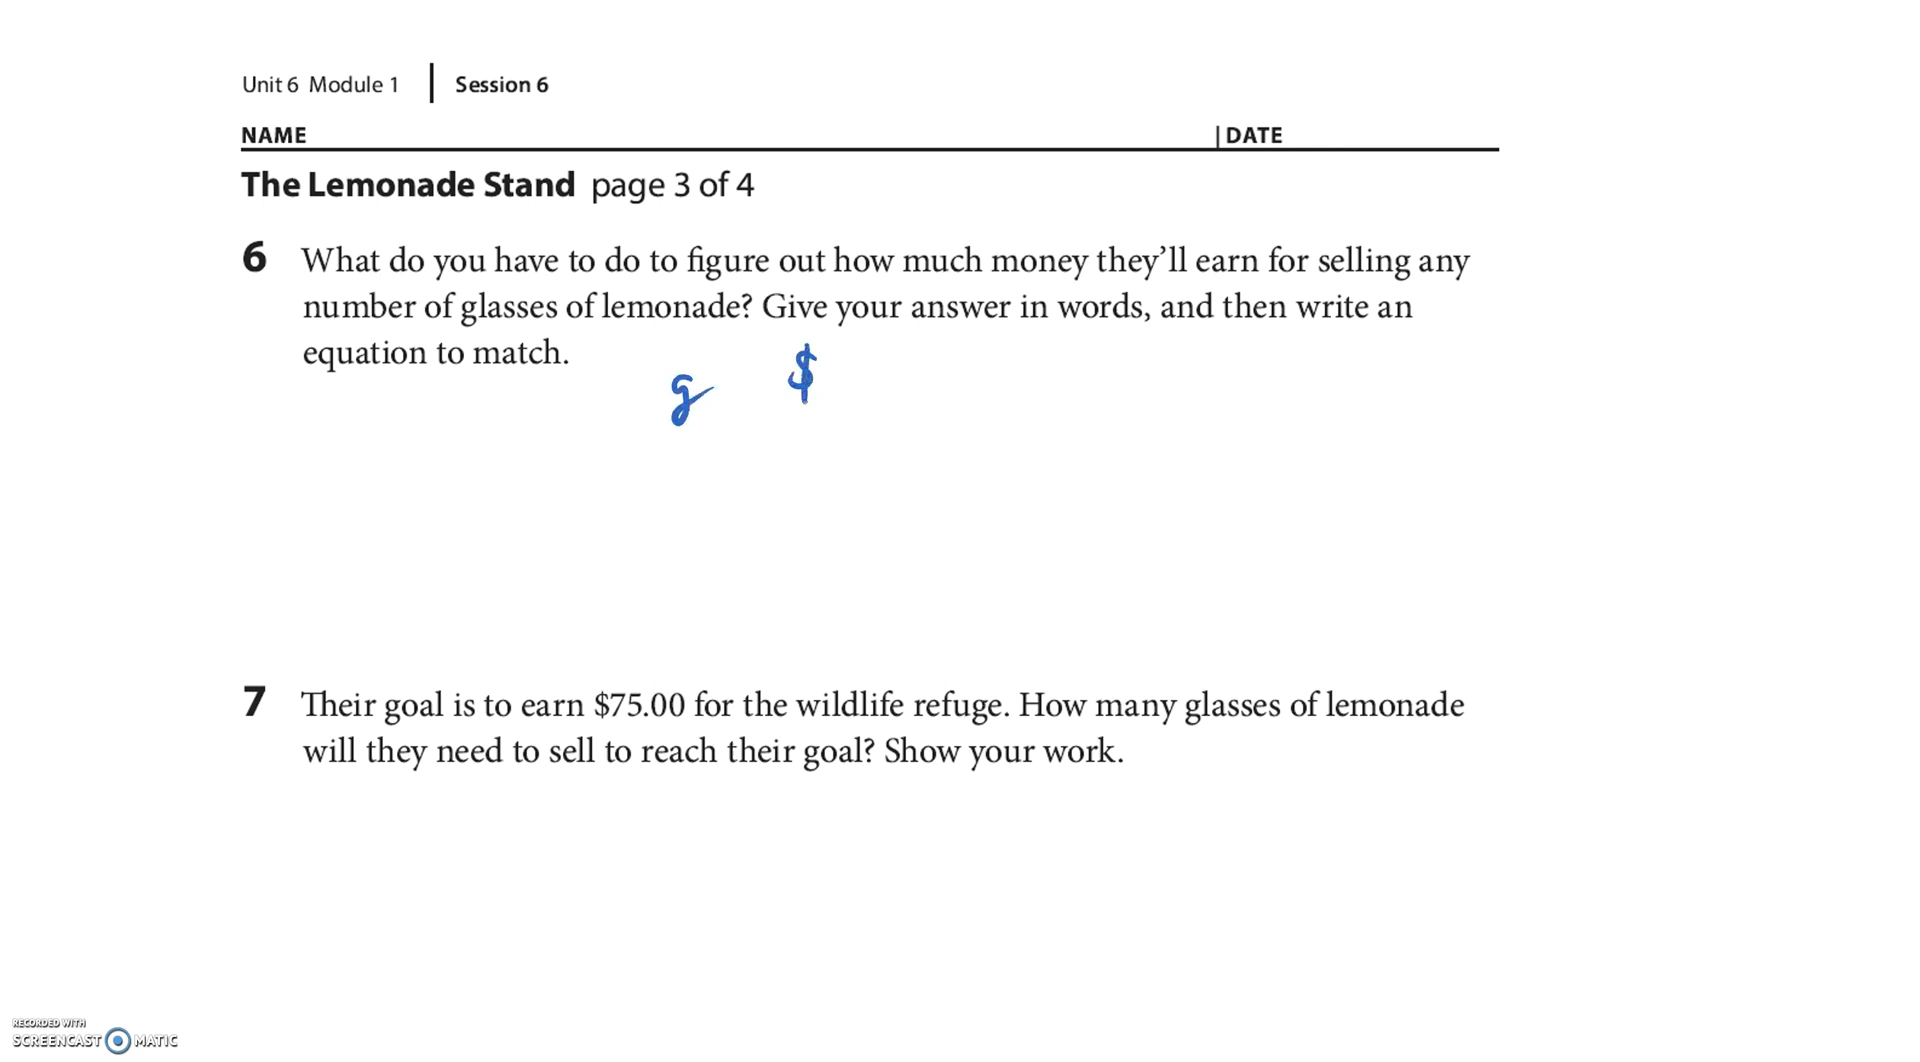 Unit 6 Module 1 | Session 6
NAME | DATE
The Lemonade Stand page 3 of 4
6 What do you have to do to figure out how much money they’ll earn for selling any
number of glasses of lemonade? Give your answer in words, and then write an
equation to match.
g $
7 Their goal is to earn $75.00 for the wildlife refuge. How many glasses of lemonade
will they need to sell to reach their goal? Show your work.
RECORDED WITH
SCREENCAST MATIC